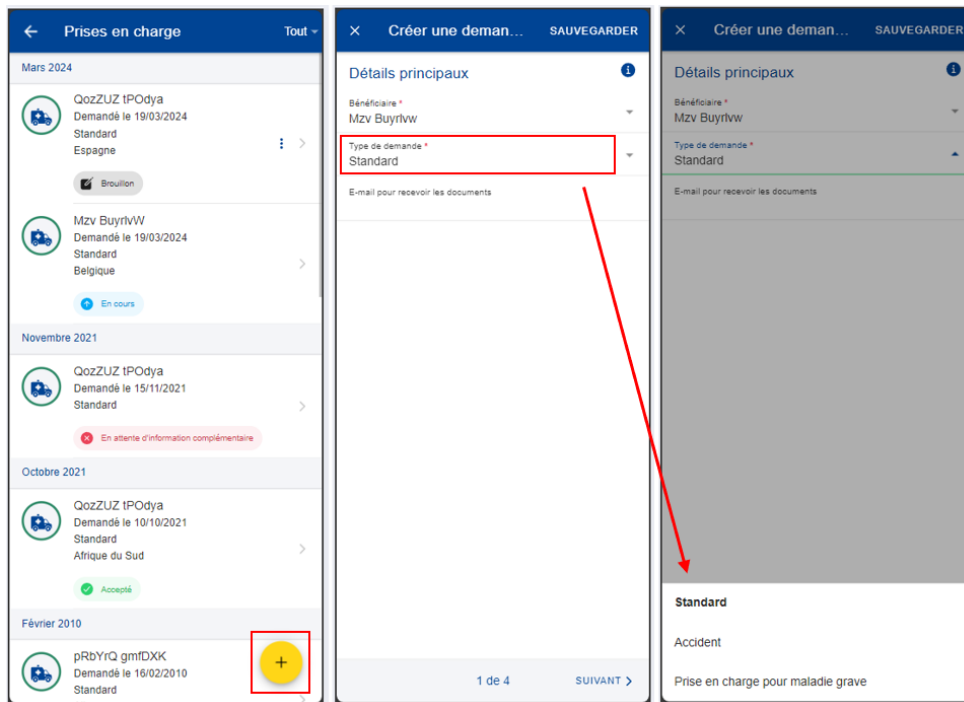 Prises en charge
Tout
Mars 2024
QozZUZ tPOdya
Demandé le 19/03/2024
Standard
Espagne
Brouillon
Mzv BuyrIvW
Demandé le 19/03/2024
Standard
Belgique
En cours
Novembre 2021
QozZUZ tPOdya
Demandé le 15/11/2021
Standard
En attente d'information complémentaire
Octobre 2021
QozZUZ tPOdya
Demandé le 10/10/2021
Standard
Afrique du Sud
Accepté
Février 2010
pRbYrQ gmfDXK
Demandé le 16/02/2010
Standard
+
Créer une deman...
SAUVEGARDER
Détails principaux
Bénéficiaire *
Mzv Buyrlvw
Type de demande *
Standard
E-mail pour recevoir les documents
1 de 4
SUIVANT
Créer une deman...
SAUVEGARDER
Détails principaux
Bénéficiaire *
Mzv Buyrlvw
Type de demande *
Standard
E-mail pour recevoir les documents
Standard
Accident
Prise en charge pour maladie grave